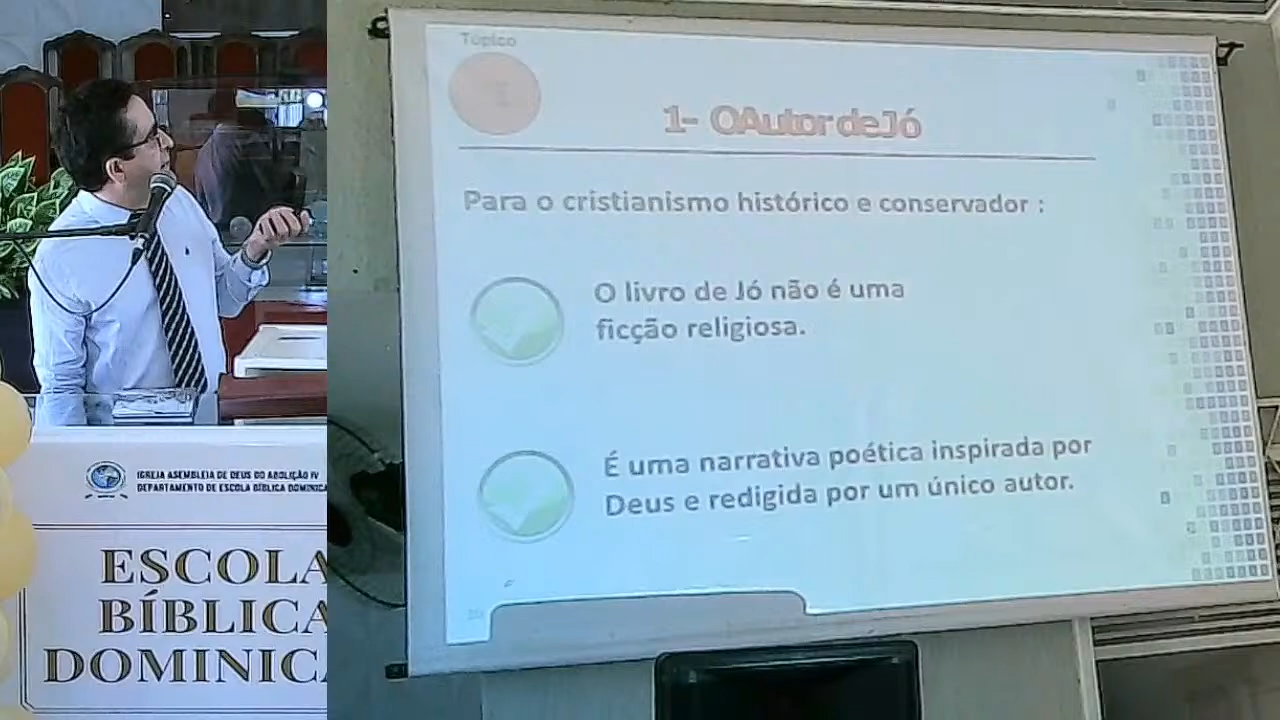 IGREJA ASEMBLEIA DE DEUS DO ABOLIÇÃO IV
DEPARTAMENTO DE ESCOLA BÍBLICA DOMINICA
ESCOLA
BÍBLICA
DOMINICA
Tópico
1- O Autor de Jó
Para o cristianismo histórico e conservador :
O livro de Jó não é uma
ficção religiosa.
É uma narrativa poética inspirada por
Deus e redigida por um único autor.